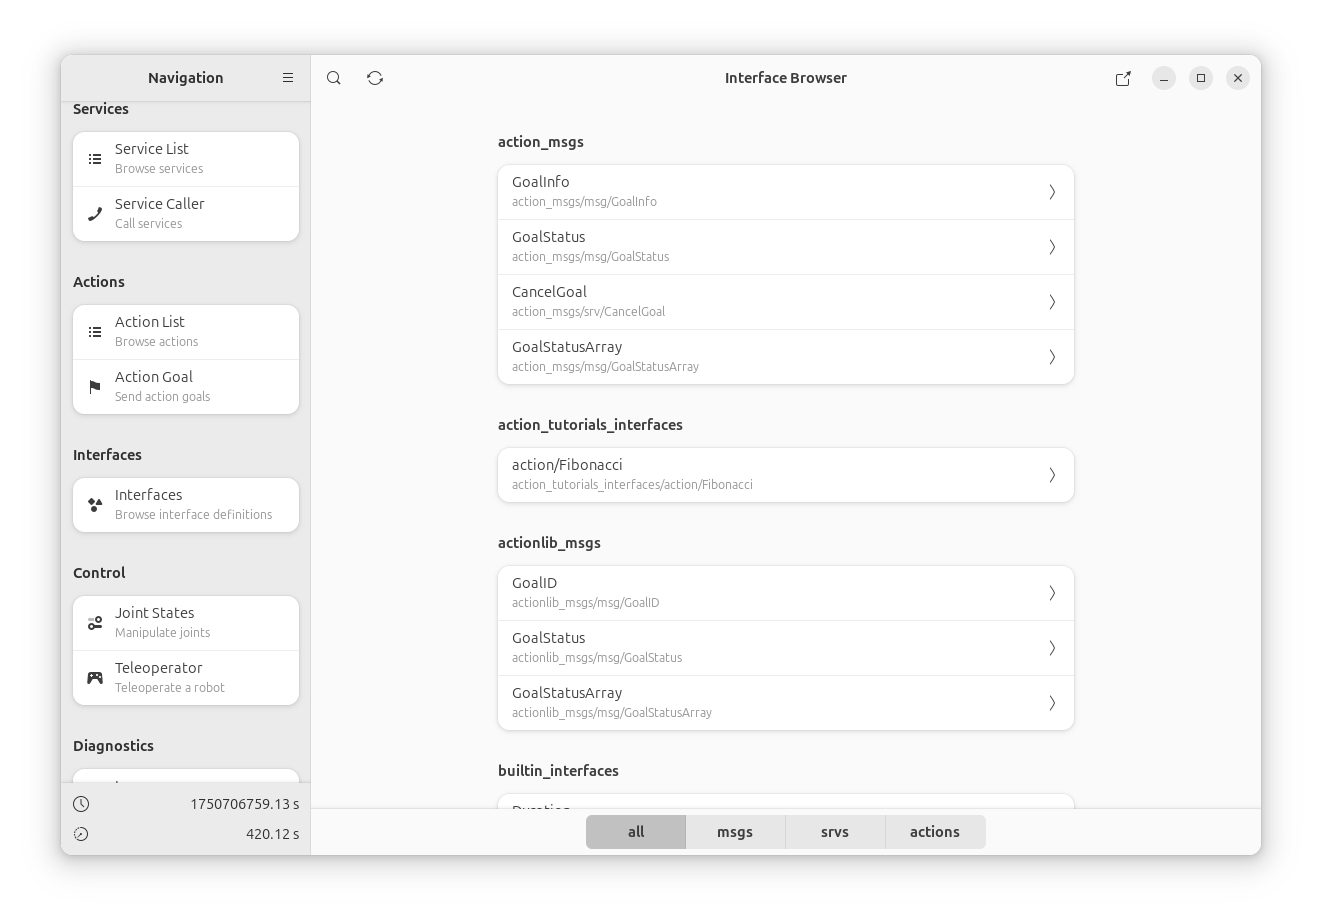 Navigation
Services
Service List
Browse services
Service Caller
Call services
Actions
Action List
Browse actions
Action Goal
Send action goals
Interfaces
Interfaces
Browse interface definitions
Control
Joint States
Manipulate joints
Teleoperator
Teleoperate a robot
Diagnostics
1750706759.13 s
420.12 s
Interface Browser
action_msgs
GoalInfo
action_msgs/msg/GoalInfo
GoalStatus
action_msgs/msg/GoalStatus
CancelGoal
action_msgs/srv/CancelGoal
GoalStatusArray
action_msgs/msg/GoalStatusArray
action_tutorials_interfaces
action/Fibonacci
action_tutorials_interfaces/action/Fibonacci
actionlib_msgs
GoalID
actionlib_msgs/msg/GoalID
GoalStatus
actionlib_msgs/msg/GoalStatus
GoalStatusArray
actionlib_msgs/msg/GoalStatusArray
builtin_interfaces
Duration
all
msgs
srvs
actions